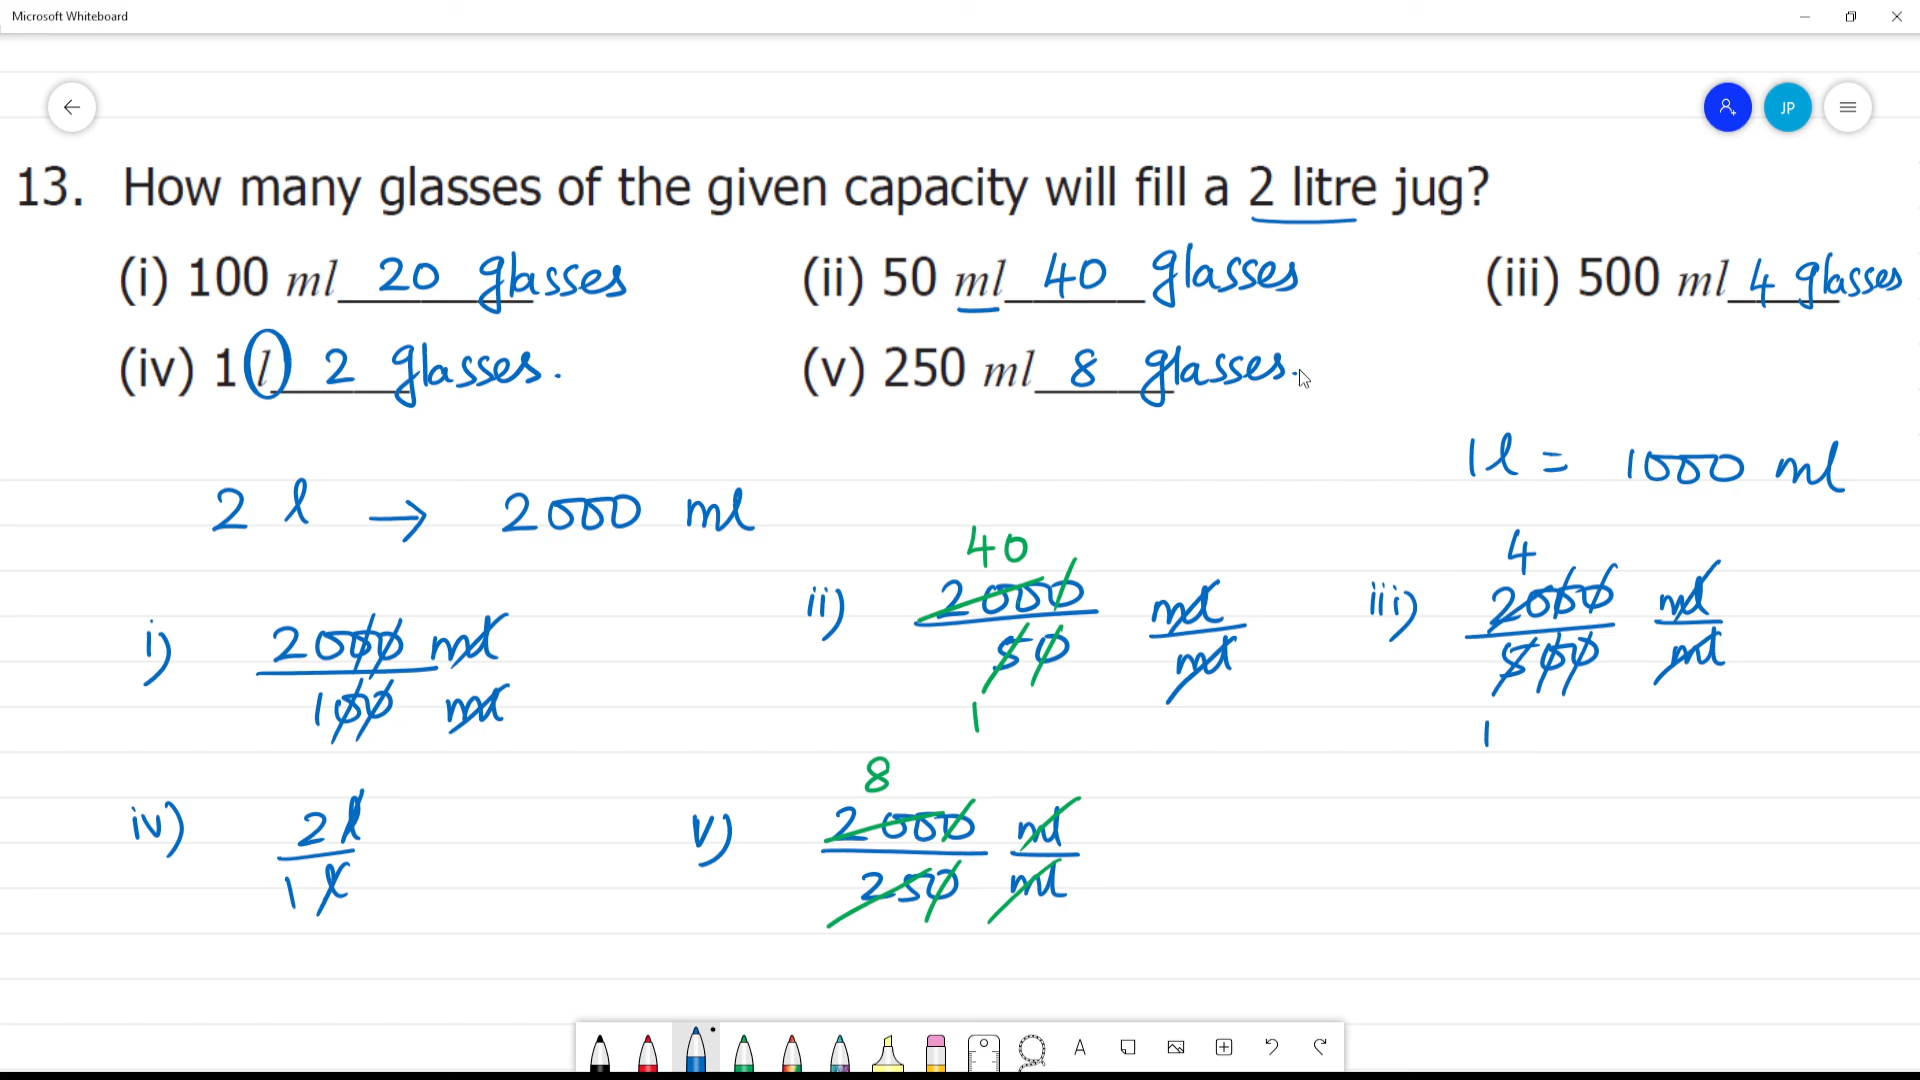 Microsoft Whiteboard
JP
13. How many glasses of the given capacity will fill a 2 litre jug?
(i) 100 ml 20 glasses (ii) 50 ml 40 glasses (iii) 500 ml 4 glasses
(iv) 1 l 2 glasses. (v) 250 ml 8 glasses.
1l = 1000 ml
2 l → 2000 ml
i) 2000 ml
100 ml
40
ii) 2000 ml
50 ml
1
4
iii) 2000 ml
500 ml
1
iv) 2l
1l
8
v) 2000 ml
250 ml
A